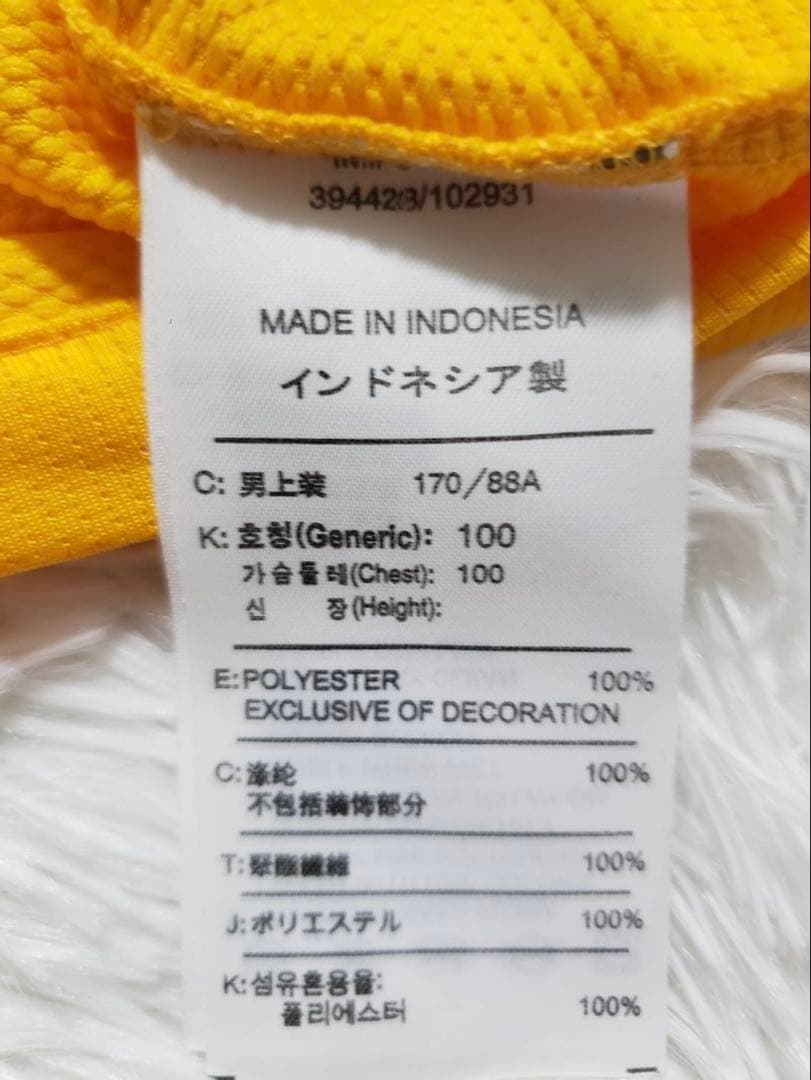 39442(3)/102931
MADE IN INDONESIA
インドネシア製
C: 男上装 170/88A
K: 호칭(Generic): 100
가슴둘레(Chest): 100
신 장(Height):
E: POLYESTER 100%
EXCLUSIVE OF DECORATION
C: 涤纶 100%
不包括装饰部分
T: 聚酯纖維 100%
J: ポリエステル 100%
K: 섬유혼용율:
폴리에스터 100%